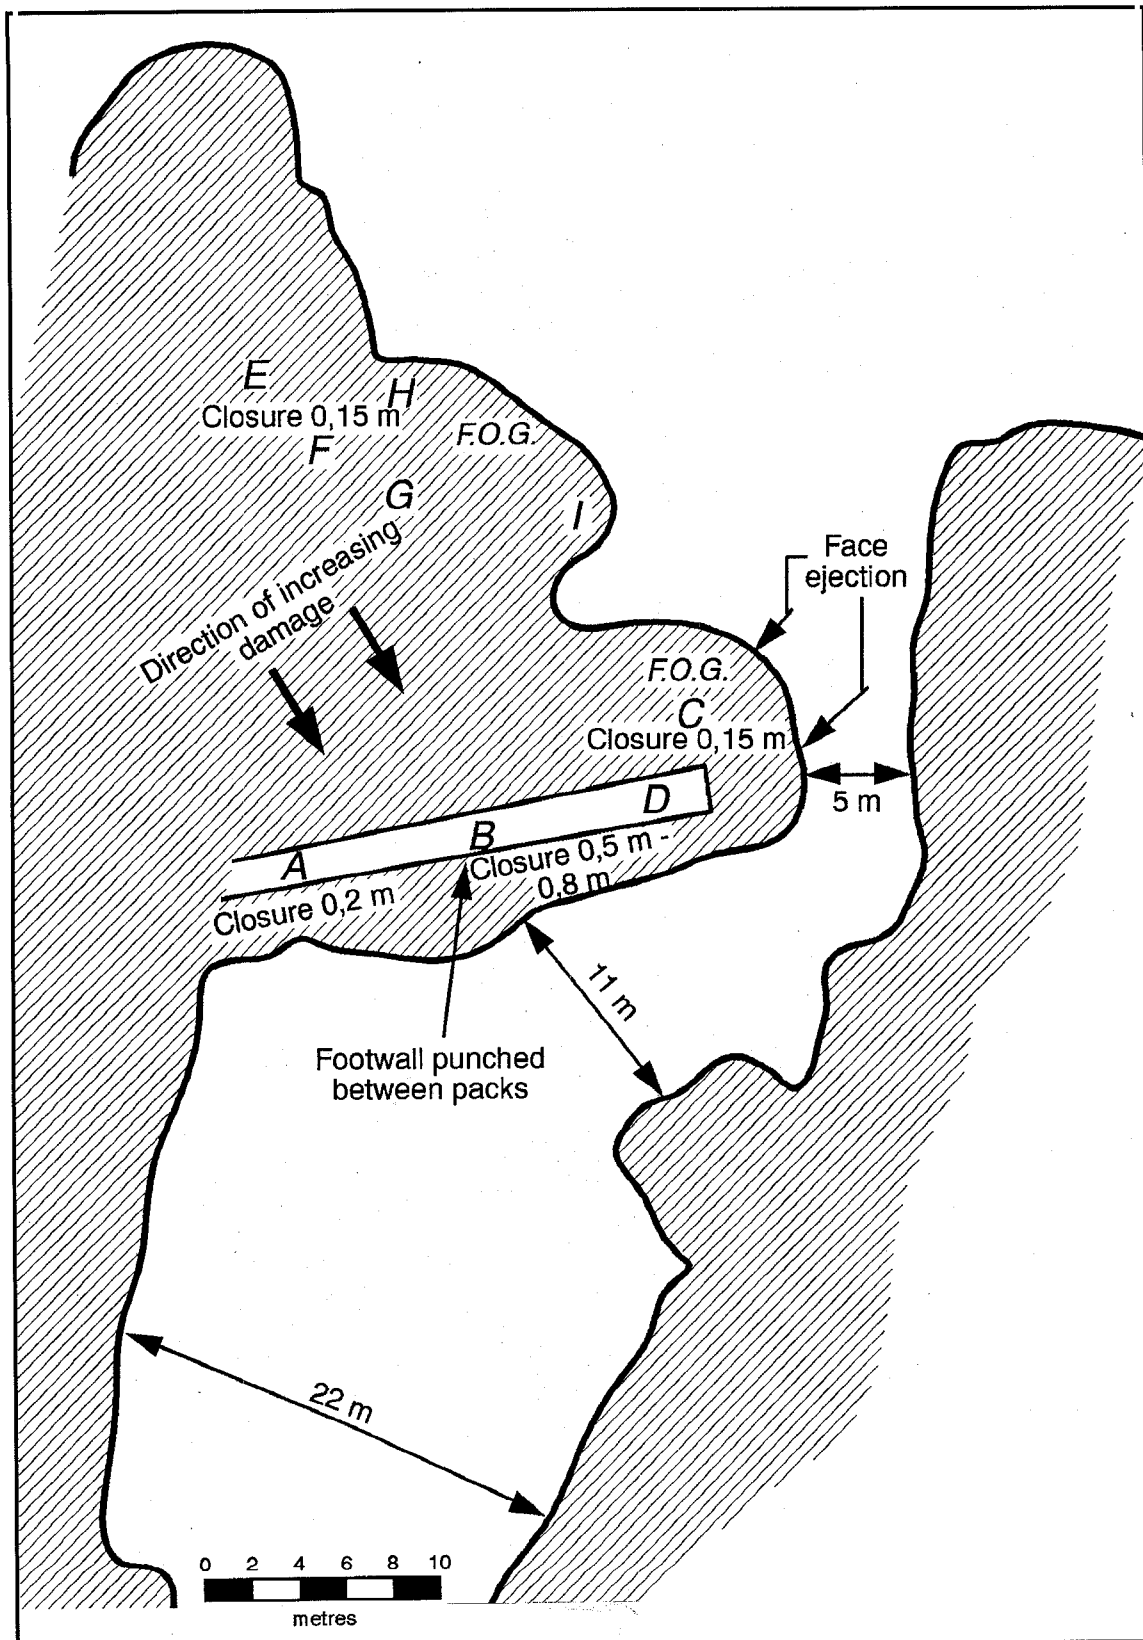 E
H
Closure 0,15 m
F.O.G.
F
G
I
Direction of increasing
damage
Face
ejection
F.O.G.
C
Closure 0,15 m
5 m
D
B
A
Closure 0,5 m -
0,8 m
Closure 0,2 m
11 m
Footwall punched
between packs
22 m
0 2 4 6 8 10
metres